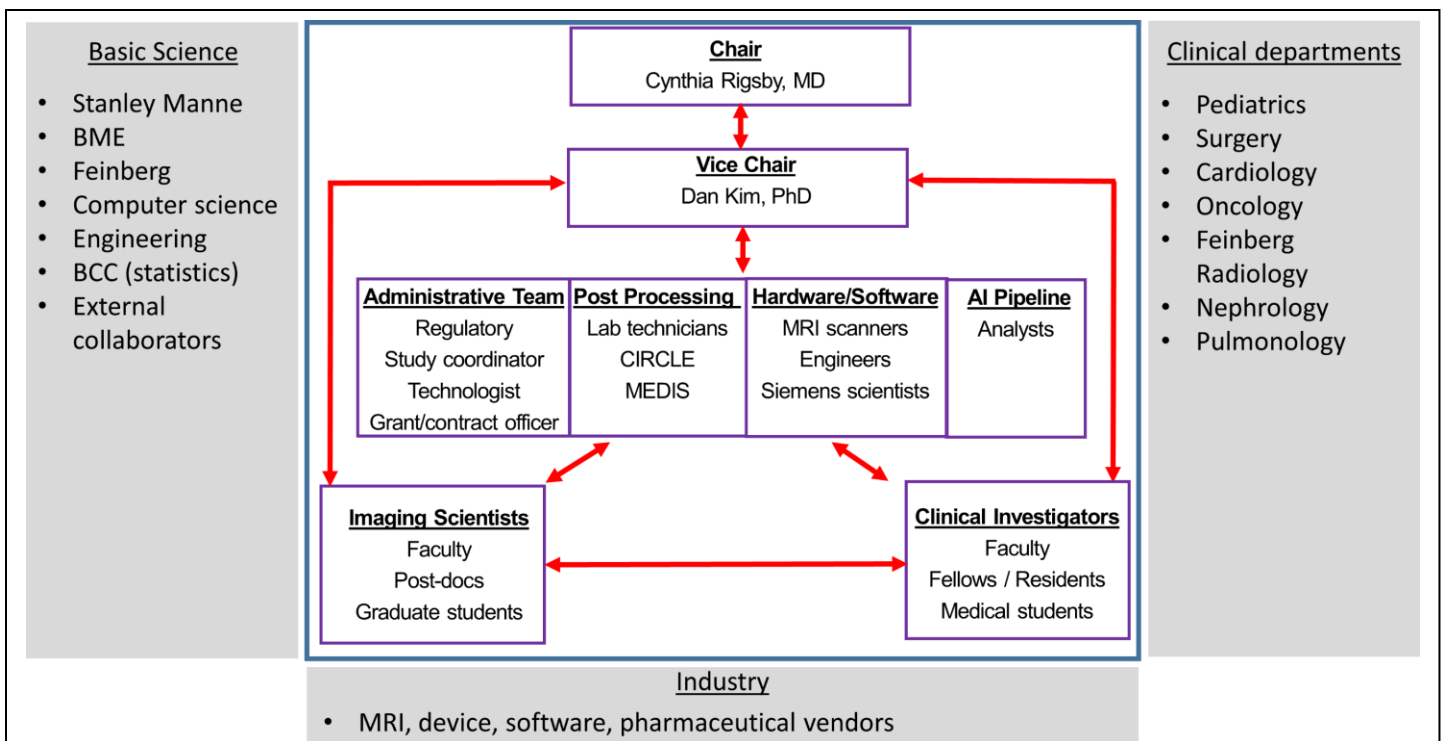 Basic Science
• Stanley Manne
• BME
• Feinberg
• Computer science
• Engineering
• BCC (statistics)
• External
collaborators
Chair
Cynthia Rigsby, MD
Vice Chair
Dan Kim, PhD
Administrative Team
Regulatory
Study coordinator
Technologist
Grant/contract officer
Post Processing
Lab technicians
CIRCLE
MEDIS
Hardware/Software
MRI scanners
Engineers
Siemens scientists
AI Pipeline
Analysts
Imaging Scientists
Faculty
Post-docs
Graduate students
Clinical Investigators
Faculty
Fellows / Residents
Medical students
Clinical departments
• Pediatrics
• Surgery
• Cardiology
• Oncology
• Feinberg
Radiology
• Nephrology
• Pulmonology
Industry
• MRI, device, software, pharmaceutical vendors